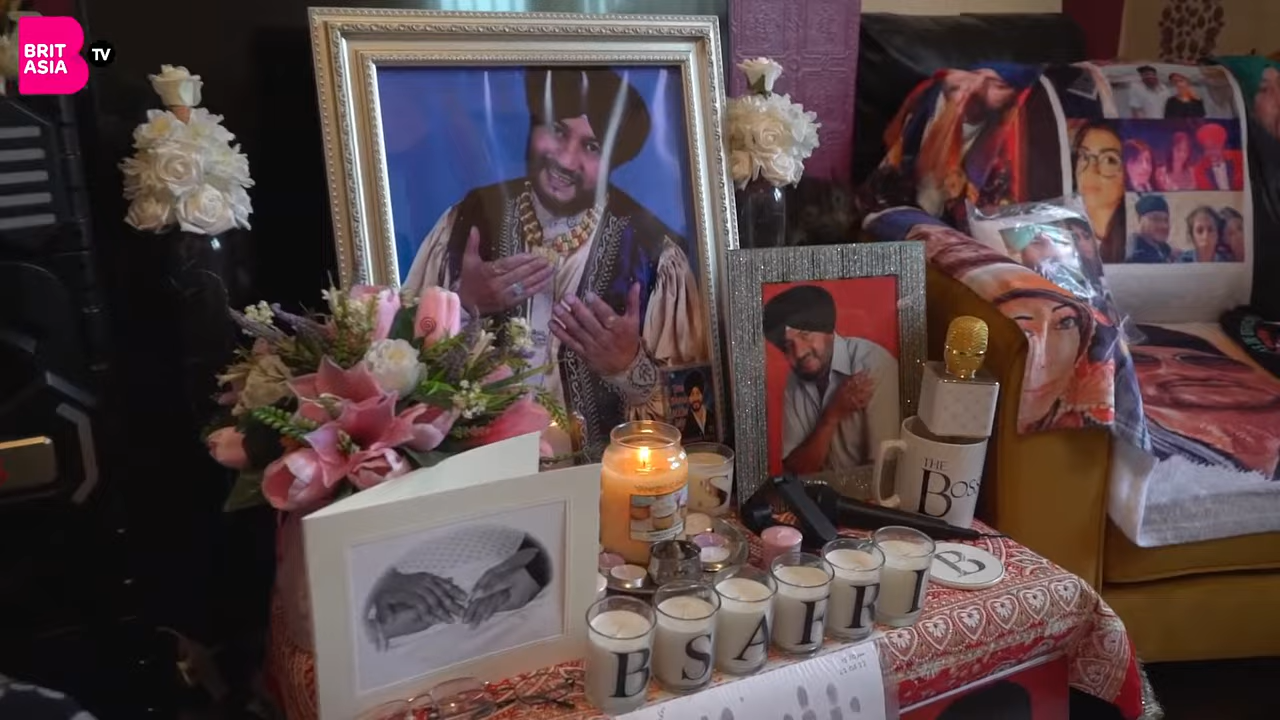 BRIT
ASIA
TV
THE
BOSS
S
B
B S A F R I